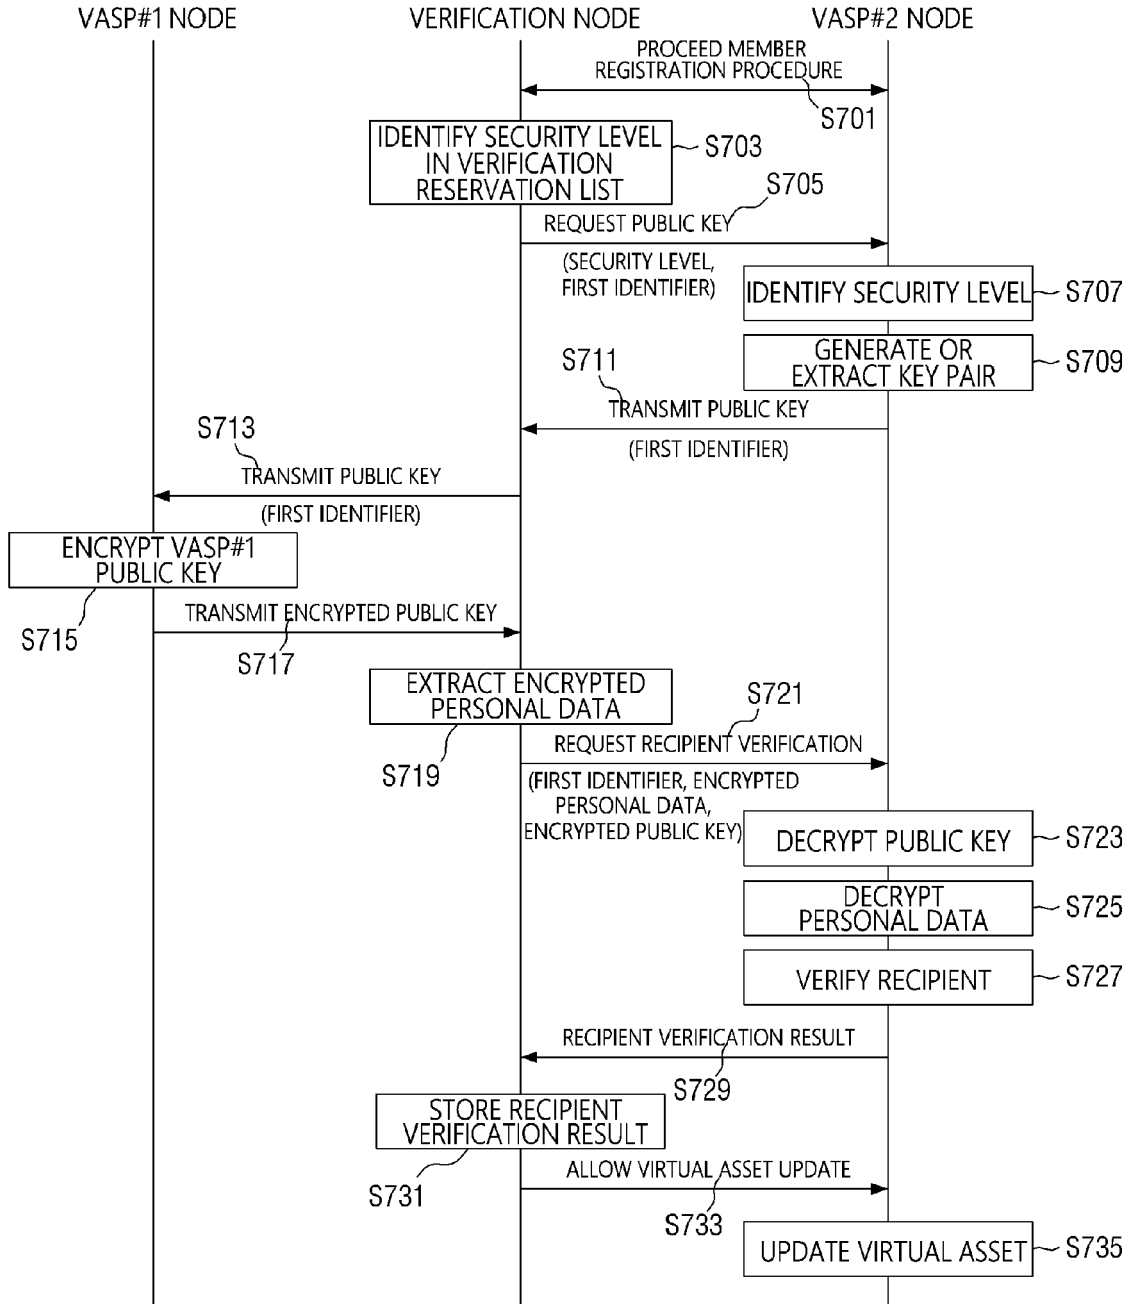 VASP#1 NODE
VERIFICATION NODE
VASP#2 NODE
PROCEED MEMBER
REGISTRATION PROCEDURE
S701
IDENTIFY SECURITY LEVEL
IN VERIFICATION
RESERVATION LIST
S703
S705
REQUEST PUBLIC KEY
(SECURITY LEVEL,
FIRST IDENTIFIER)
IDENTIFY SECURITY LEVEL
S707
GENERATE OR
EXTRACT KEY PAIR
S709
S711
TRANSMIT PUBLIC KEY
(FIRST IDENTIFIER)
S713
TRANSMIT PUBLIC KEY
(FIRST IDENTIFIER)
ENCRYPT VASP#1
PUBLIC KEY
S715
TRANSMIT ENCRYPTED PUBLIC KEY
S717
EXTRACT ENCRYPTED
PERSONAL DATA
S719
S721
REQUEST RECIPIENT VERIFICATION
(FIRST IDENTIFIER, ENCRYPTED
PERSONAL DATA,
ENCRYPTED PUBLIC KEY)
DECRYPT PUBLIC KEY
S723
DECRYPT
PERSONAL DATA
S725
VERIFY RECIPIENT
S727
RECIPIENT VERIFICATION RESULT
S729
STORE RECIPIENT
VERIFICATION RESULT
S731
ALLOW VIRTUAL ASSET UPDATE
S733
UPDATE VIRTUAL ASSET
S735